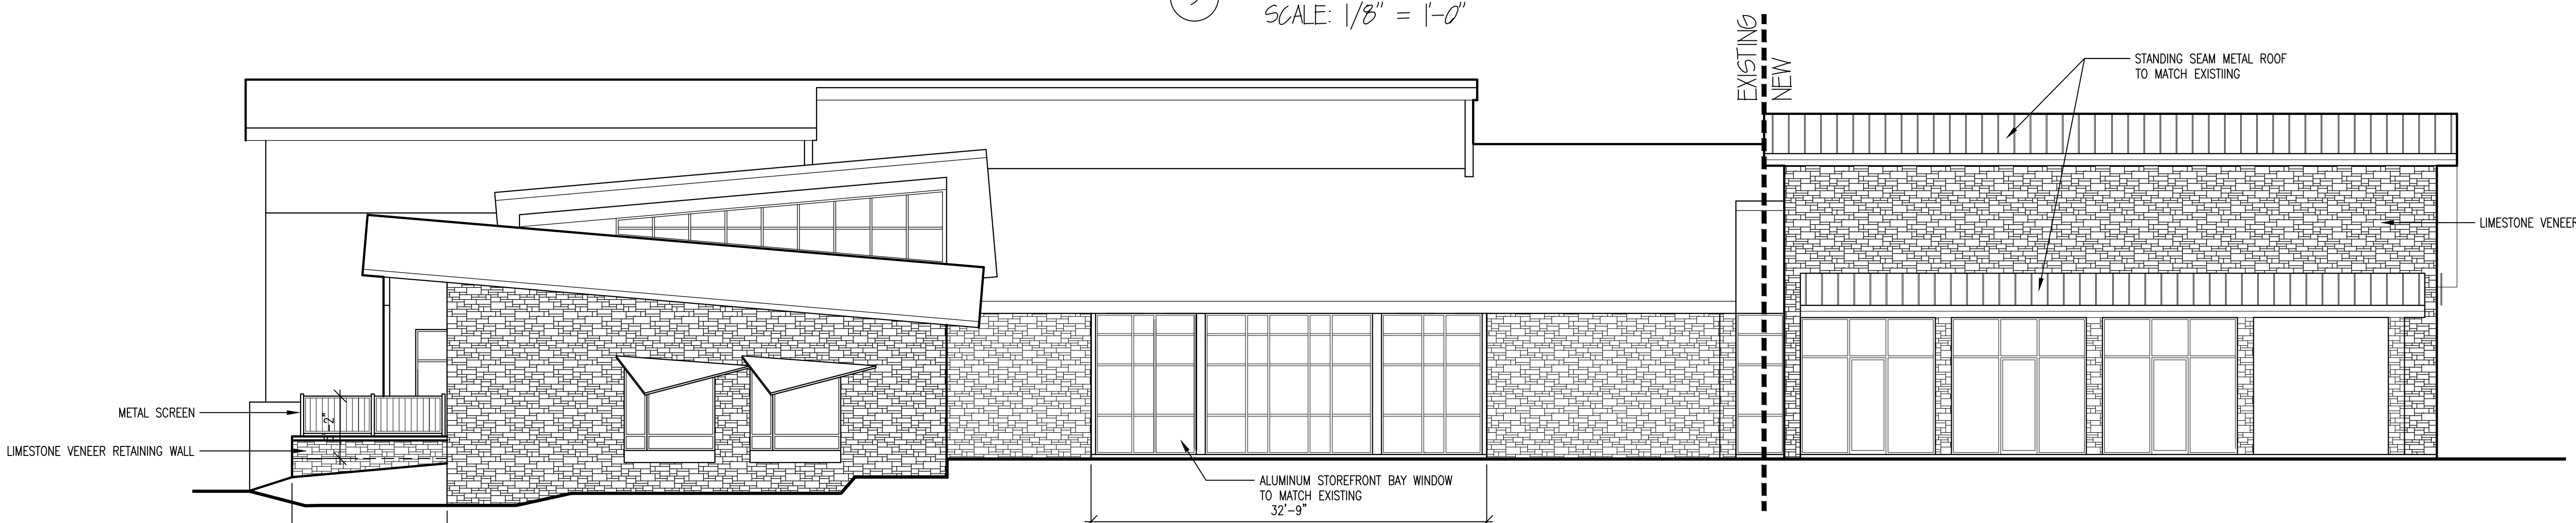 SCALE: 1/8" = 1'-0"
EXISTING
NEW
STANDING SEAM METAL ROOF
TO MATCH EXISTIING
LIMESTONE VENEER
METAL SCREEN
LIMESTONE VENEER RETAINING WALL
ALUMINUM STOREFRONT BAY WINDOW
TO MATCH EXISTING
32'-9"